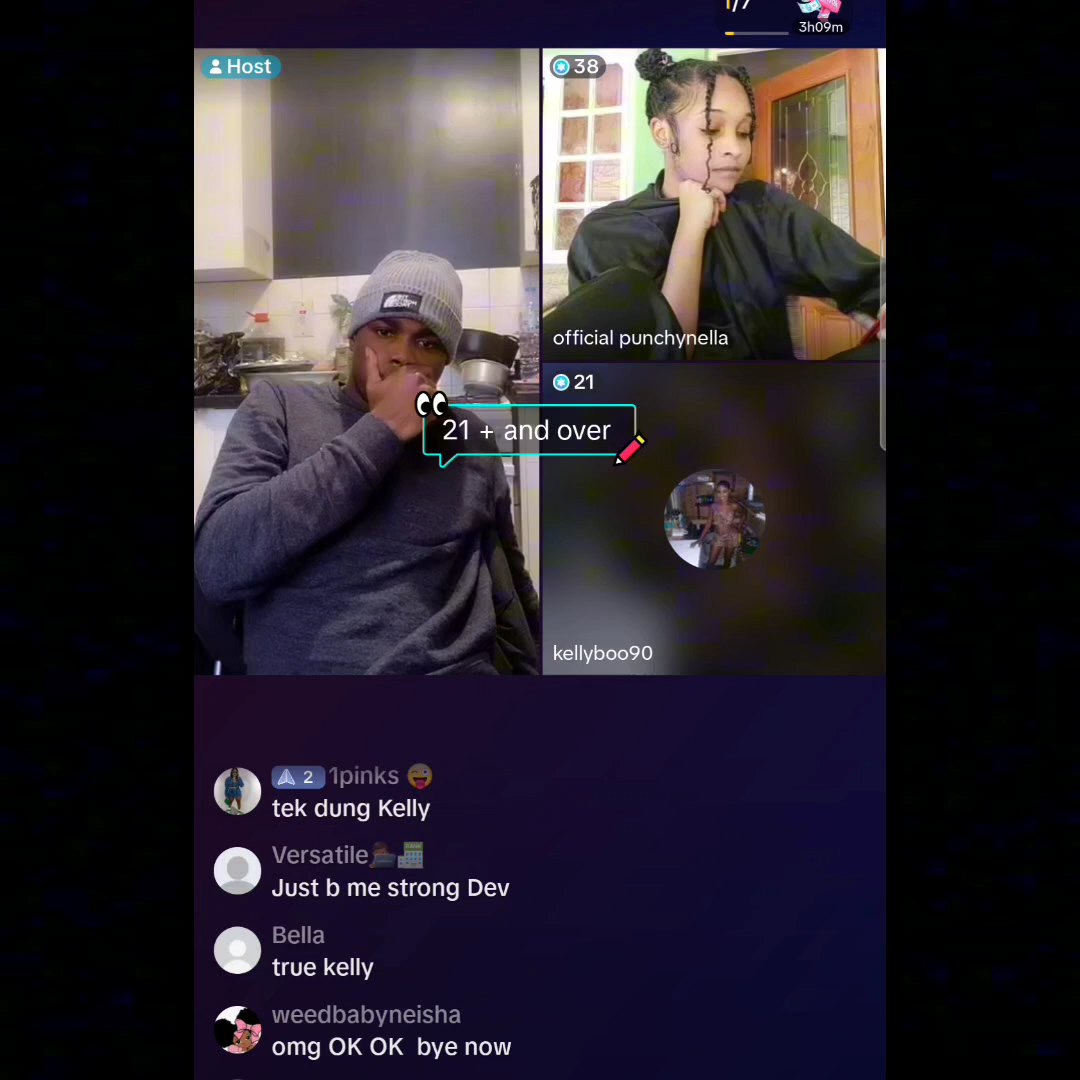 3h09m
Host
38
official punchynella
21
21 + and over
kellyboo90
2 1pinks 😜
tek dung Kelly
Versatile
Just b me strong Dev
Bella
true kelly
weedbabyneisha
omg OK OK bye now